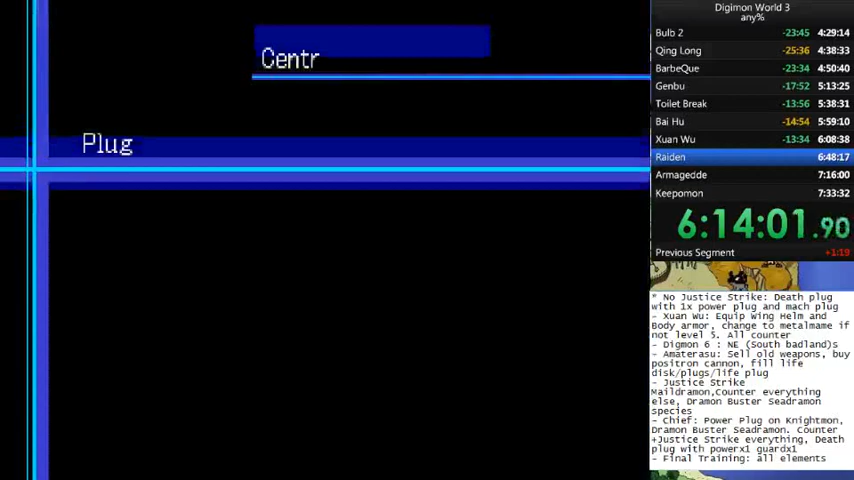 Centr
Plug
Digimon World 3
any%
Bulb 2 -23:45 4:29:14
Qing Long -25:36 4:38:33
BarbeQue -23:34 4:50:40
Genbu -17:52 5:13:25
Toilet Break -13:56 5:38:31
Bai Hu -14:54 5:59:10
Xuan Wu -13:34 6:08:38
Raiden 6:48:17
Armagedde 7:16:00
Keepomon 7:33:32
6:14:01.90
Previous Segment +1:19
* No Justice Strike: Death plug
with 1x power plug and mach plug
- Xuan Wu: Equip Wing Helm and
Body armor, change to metalmame if
not level 5. All counter
- Digmon 6 : NE (South badland)s
- Amaterasu: Sell old weapons, buy
positron cannon, fill life
disk/plugs/life plug
- Justice Strike
Maildramon,Counter everything
else, Dramon Buster Seadramon
species
- Chief: Power Plug on Knightmon,
Dramon Buster Seadramon. Counter
+Justice Strike everything, Death
plug with powerx1 guardx1
- Final Training: all elements